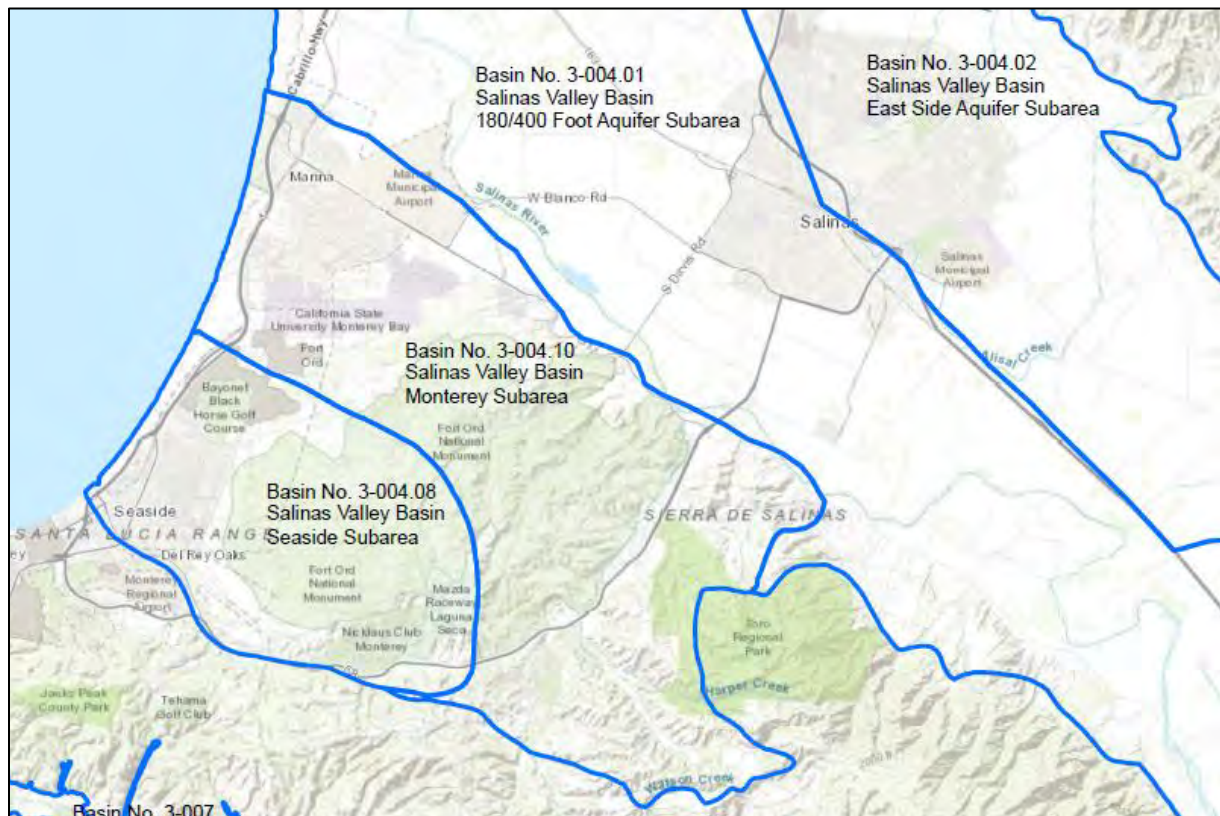 Cabrillo Hwy
183
Basin No. 3-004.01
Salinas Valley Basin
180/400 Foot Aquifer Subarea
Basin No. 3-004.02
Salinas Valley Basin
East Side Aquifer Subarea
Marina
Marina
Municipal
Airport
Salinas River
W Blanco Rd
S Davis Rd
Salinas
Salinas
Municipal
Airport
Alisal Creek
California State
University Monterey Bay
Fort
Ord
Basin No. 3-004.10
Salinas Valley Basin
Monterey Subarea
Bayonet
Black
Horse Golf
Course
Fort Ord
National
Monument
Basin No. 3-004.08
Salinas Valley Basin
Seaside Subarea
Seaside
SANTA LUCIA RANGE
SIERRA DE SALINAS
ey
Del Rey Oaks
Monterey
Regional
Airport
Fort Ord
National
Monument
Mazda
Raceway
Laguna
Seca
Nicklaus Club
Monterey
68
Toro
Regional
Park
Harper Creek
Jacks Peak
County Park
Tehama
Golf Club
Watson Creek
2000 ft
Basin No. 3-007